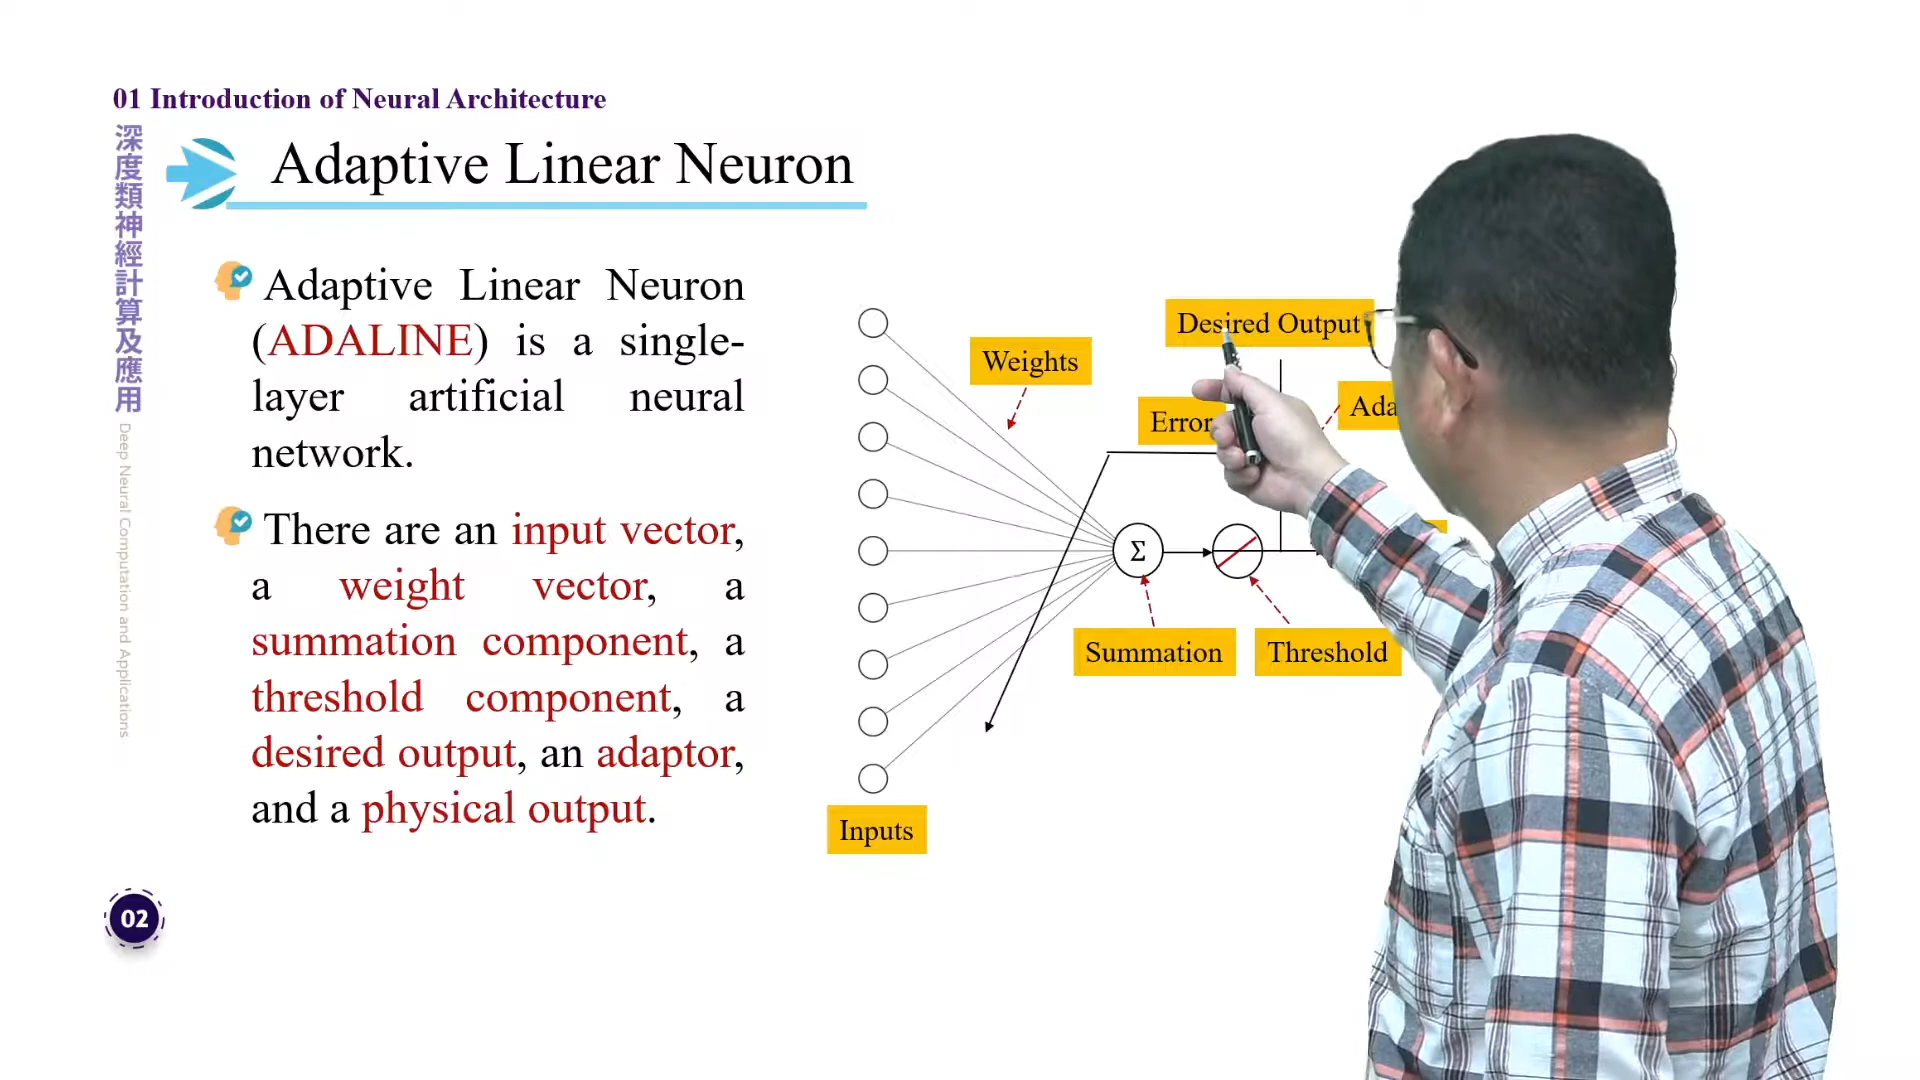 01 Introduction of Neural Architecture
深度類神經計算及應用
Deep Neural Computation and Applications
Adaptive Linear Neuron
Adaptive Linear Neuron
(ADALINE) is a single-
layer artificial neural
network.
There are an input vector,
a weight vector, a
summation component, a
threshold component, a
desired output, an adaptor,
and a physical output.
02
Desired Output
Weights
Error
Σ
Summation
Threshold
Inputs